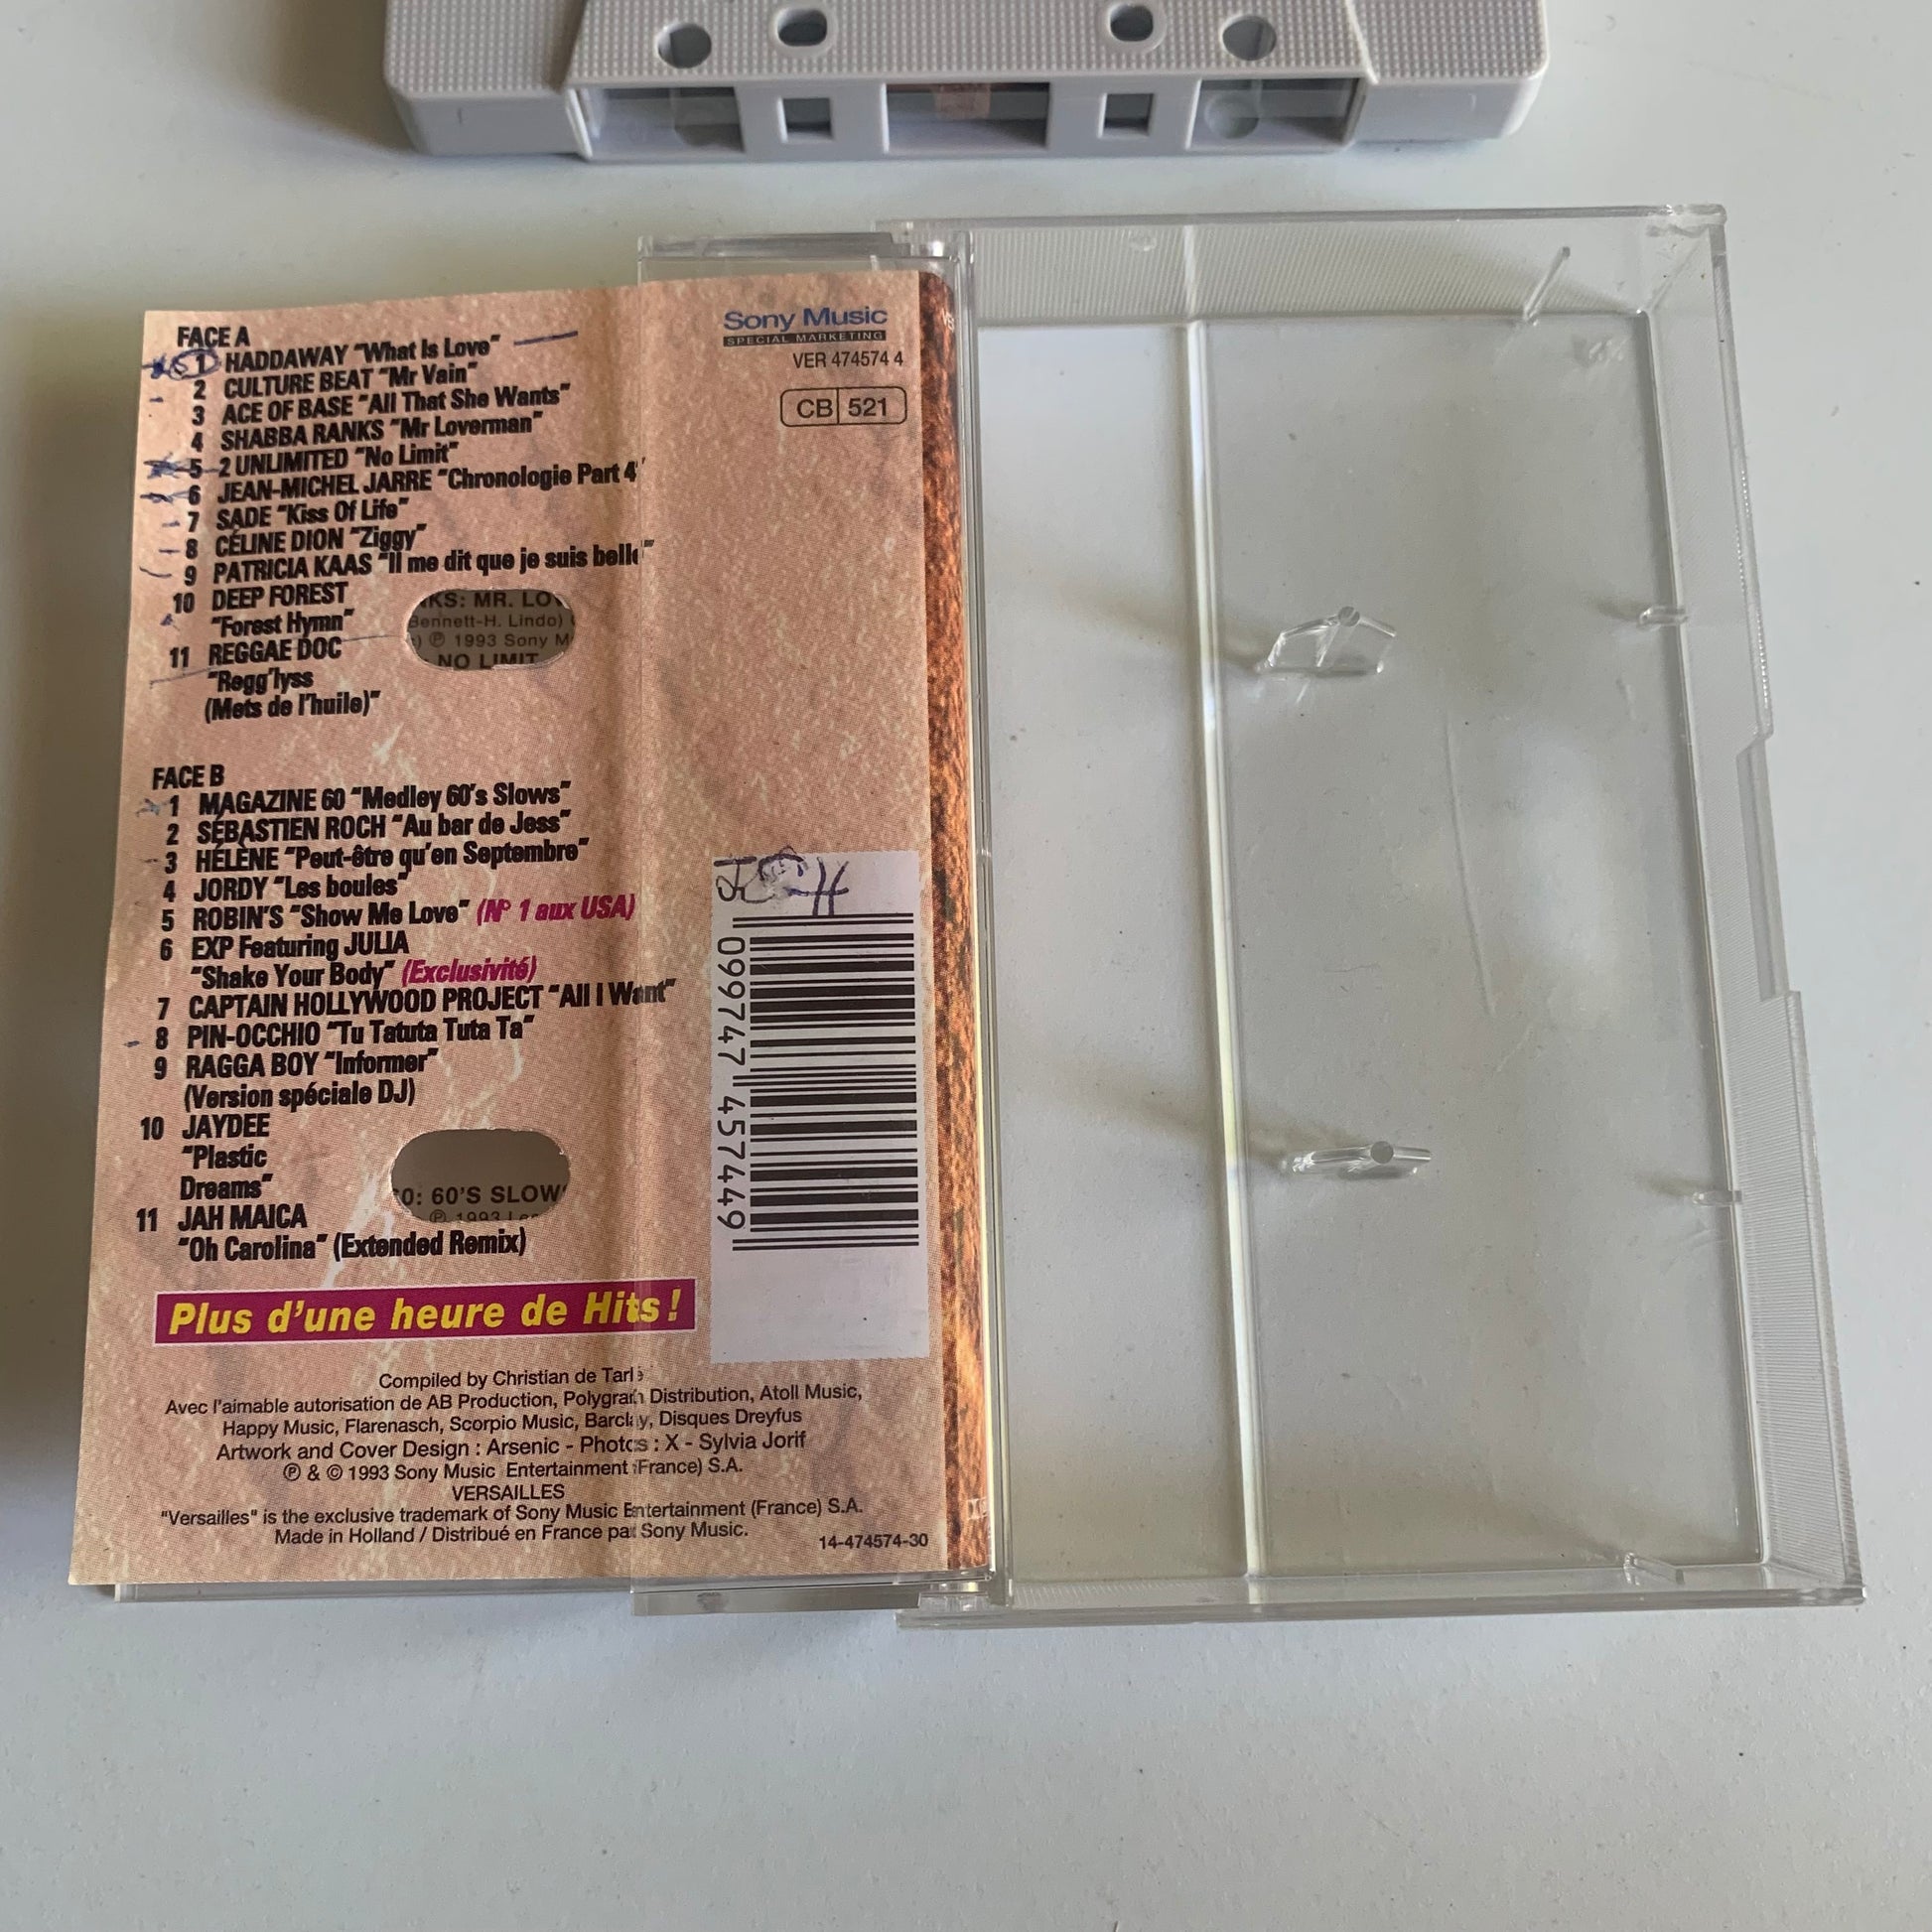 FACE A
1 HADDAWAY "What Is Love"
2 CULTURE BEAT "Mr Vain"
3 ACE OF BASE "All That She Wants"
4 SHABBA RANKS "Mr Loverman"
5 2 UNLIMITED "No Limit"
6 JEAN-MICHEL JARRE "Chronologie Part 4"
7 SADE "Kiss Of Life"
8 CÉLINE DION "Ziggy"
9 PATRICIA KAAS "Il me dit que je suis belle"
10 DEEP FOREST
"Forest Hymn"
11 REGGAE DOC
"Regg'lyss
(Mets de l'huile)"
KS: MR. LO
Bennett-H. Lindo)
℗ 1993 Sony M
NO LIMIT
Sony Music
SPECIAL MARKETING
VER 474574 4
CB 521
FACE B
1 MAGAZINE 60 "Medley 60's Slows"
2 SÉBASTIEN ROCH "Au bar de Jess"
3 HÉLÈNE "Peut-être qu'en Septembre"
4 JORDY "Les boules"
5 ROBIN'S "Show Me Love" (N° 1 aux USA)
6 EXP Featuring JULIA
"Shake Your Body" (Exclusivité)
7 CAPTAIN HOLLYWOOD PROJECT "All I Want"
8 PIN-OCCHIO "Tu Tatuta Tuta Ta"
9 RAGGA BOY "Informer"
(Version spéciale DJ)
10 JAYDEE
"Plastic
Dreams"
11 JAH MAICA
"Oh Carolina" (Extended Remix)
0: 60'S SLOW
℗ 1993
5099747457449
Plus d'une heure de Hits !
Compiled by Christian de Tarlé
Avec l'aimable autorisation de AB Production, Polygram Distribution, Atoll Music,
Happy Music, Flarenasch, Scorpio Music, Barclay, Disques Dreyfus
Artwork and Cover Design : Arsenic - Photos : X - Sylvia Jorif
℗ & © 1993 Sony Music Entertainment (France) S.A.
VERSAILLES
"Versailles" is the exclusive trademark of Sony Music Entertainment (France) S.A.
Made in Holland / Distribué en France par Sony Music.
14-474574-30